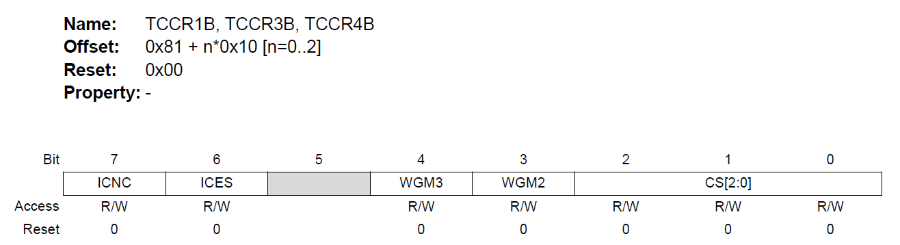 Name: TCCR1B, TCCR3B, TCCR4B
Offset: 0x81 + n*0x10 [n=0..2]
Reset: 0x00
Property: -
Bit 7 6 5 4 3 2 1 0
ICNC ICES WGM3 WGM2 CS[2:0]
Access R/W R/W R/W R/W R/W R/W R/W
Reset 0 0 0 0 0 0 0